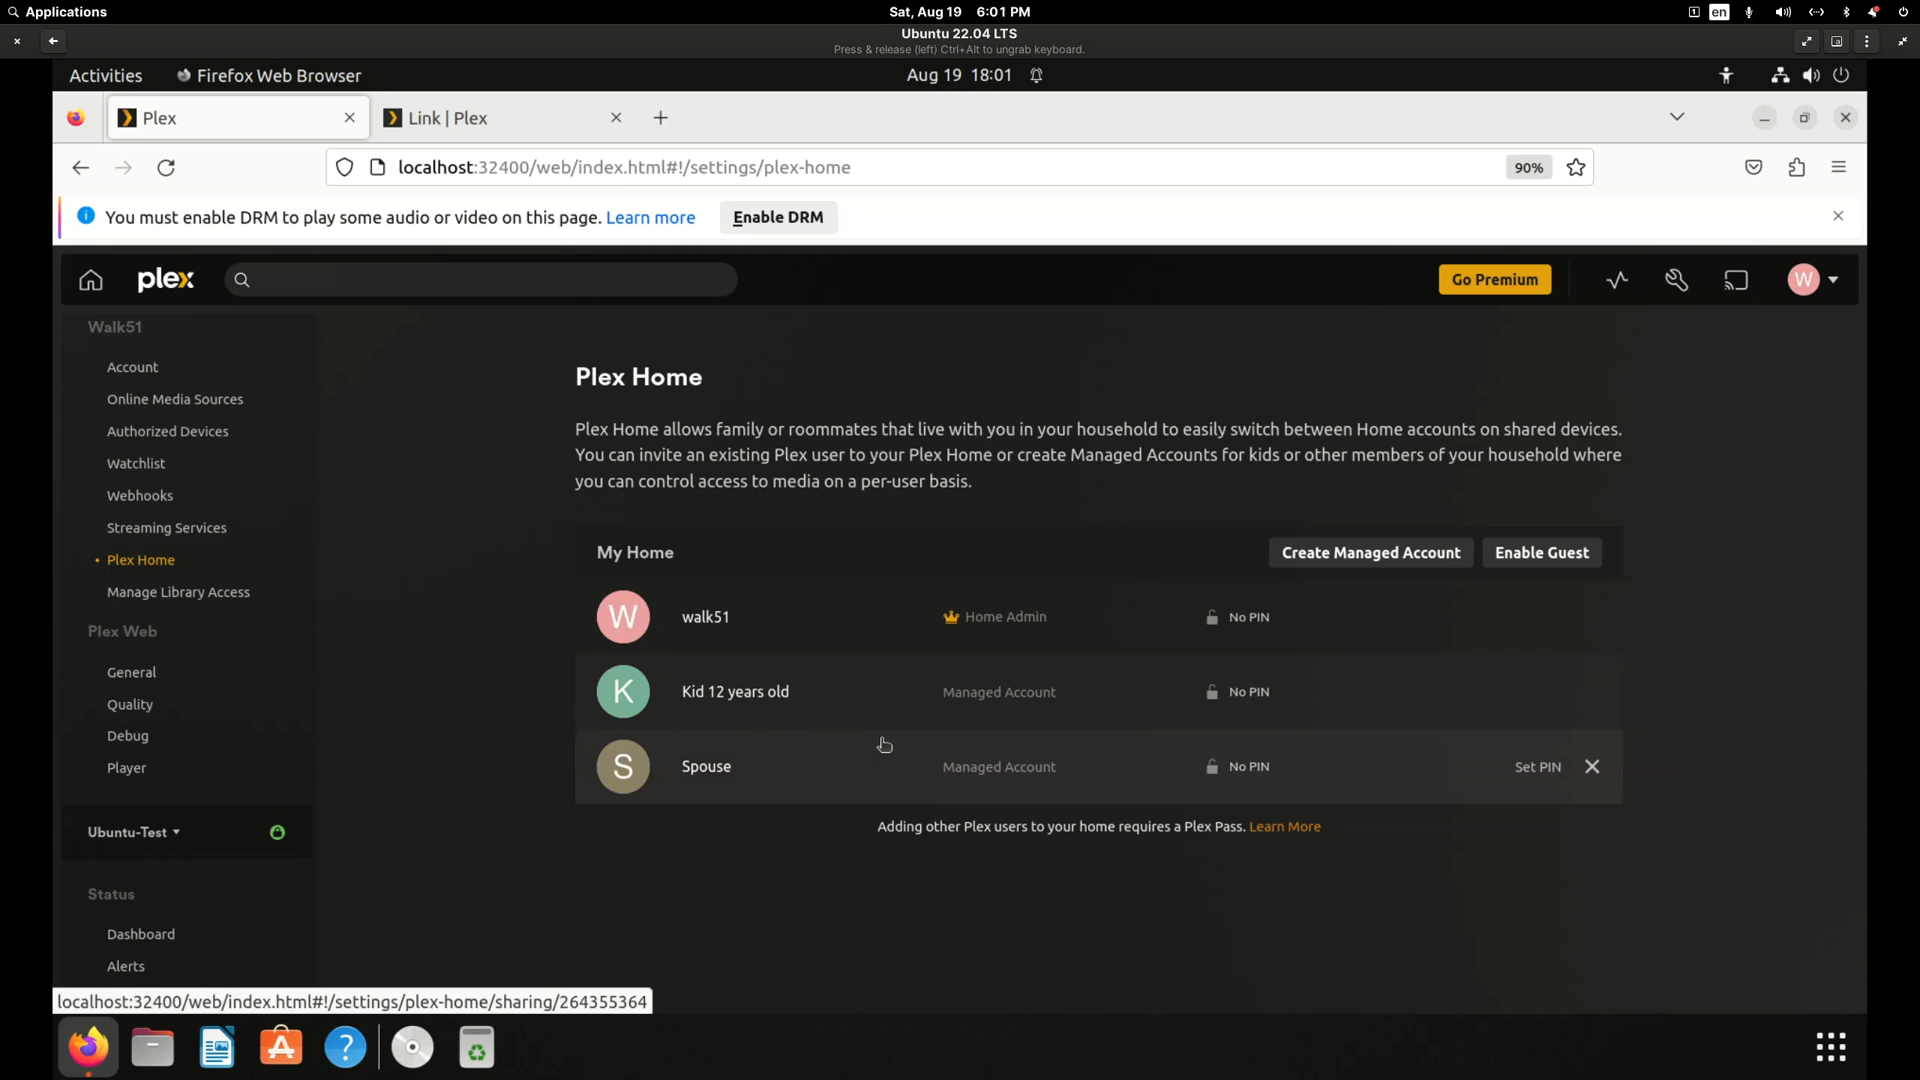 Applications
Sat, Aug 19 6:01 PM
1
en
Ubuntu 22.04 LTS
Press & release (left) Ctrl+Alt to ungrab keyboard.
Activities
Firefox Web Browser
Aug 19 18:01
Plex
Link | Plex
localhost:32400/web/index.html#!/settings/plex-home
90%
You must enable DRM to play some audio or video on this page. Learn more
Enable DRM
plex
Go Premium
W
Walk51
Account
Online Media Sources
Authorized Devices
Watchlist
Webhooks
Streaming Services
Plex Home
Manage Library Access
Plex Web
General
Quality
Debug
Player
Ubuntu-Test
Status
Dashboard
Alerts
Plex Home
Plex Home allows family or roommates that live with you in your household to easily switch between Home accounts on shared devices.
You can invite an existing Plex user to your Plex Home or create Managed Accounts for kids or other members of your household where
you can control access to media on a per-user basis.
My Home
Create Managed Account
Enable Guest
W walk51 Home Admin No PIN
K Kid 12 years old Managed Account No PIN
S Spouse Managed Account No PIN Set PIN
Adding other Plex users to your home requires a Plex Pass. Learn More
localhost:32400/web/index.html#!/settings/plex-home/sharing/264355364